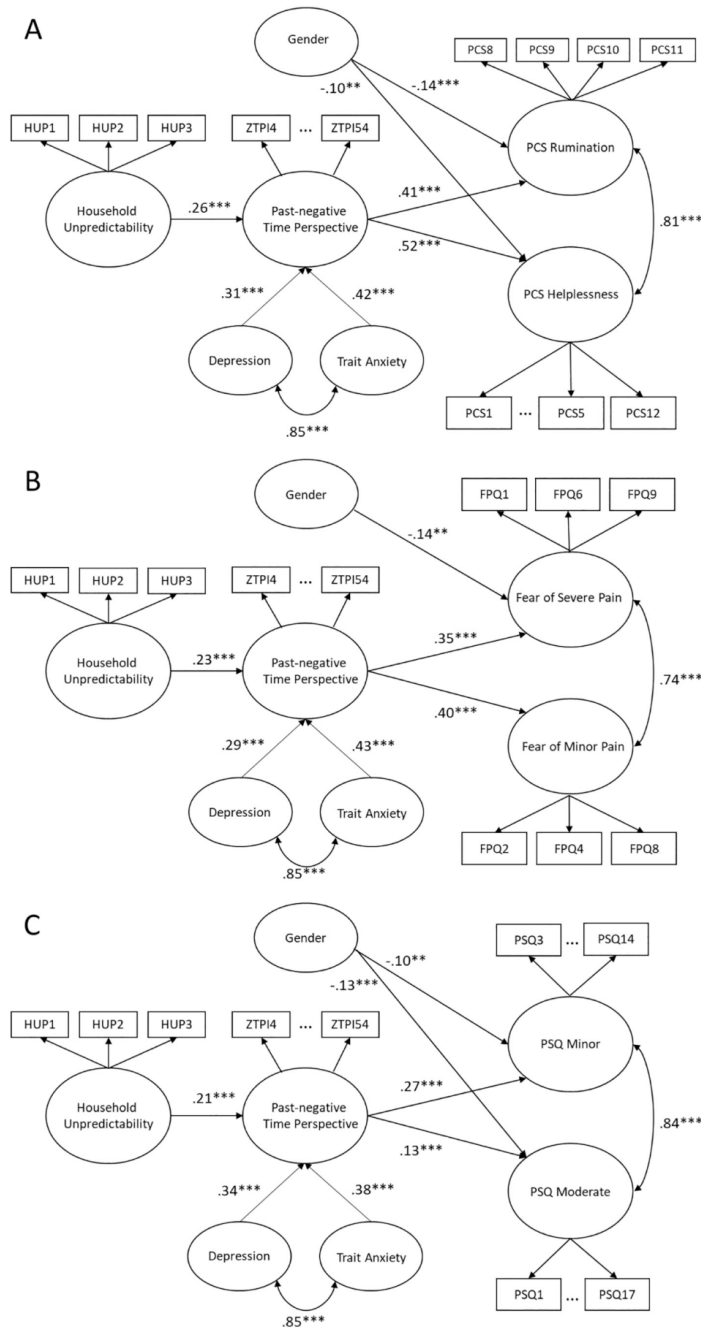 A
Gender
PCS8
PCS9
PCS10
PCS11
-.10**
-.14***
HUP1
HUP2
HUP3
ZTPI4
...
ZTPI54
PCS Rumination
.41***
Household
Unpredictability
.26***
Past-negative
Time Perspective
.81***
.52***
.31***
.42***
PCS Helplessness
Depression
Trait Anxiety
.85***
PCS1
...
PCS5
PCS12
B
Gender
FPQ1
FPQ6
FPQ9
-.14**
HUP1
HUP2
HUP3
ZTPI4
...
ZTPI54
Fear of Severe Pain
.35***
Household
Unpredictability
.23***
Past-negative
Time Perspective
.74***
.40***
.29***
.43***
Fear of Minor Pain
Depression
Trait Anxiety
.85***
FPQ2
FPQ4
FPQ8
C
Gender
PSQ3
...
PSQ14
-.10**
-.13***
HUP1
HUP2
HUP3
ZTPI4
...
ZTPI54
PSQ Minor
.27***
Household
Unpredictability
.21***
Past-negative
Time Perspective
.84***
.13***
.34***
.38***
PSQ Moderate
Depression
Trait Anxiety
.85***
PSQ1
...
PSQ17